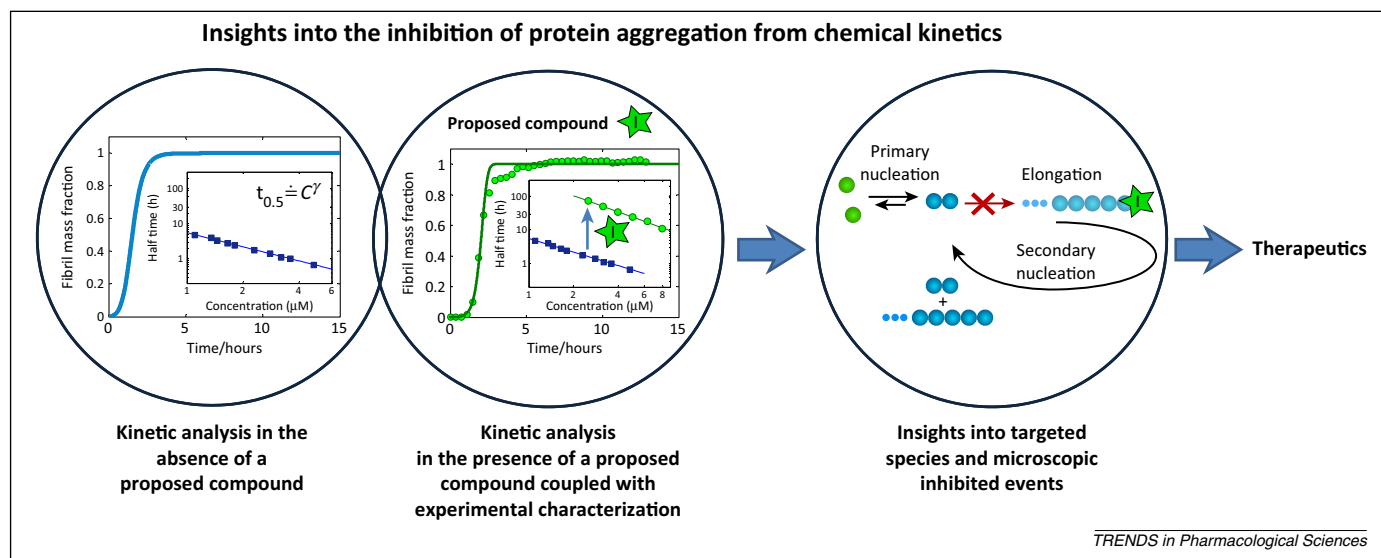 Insights into the inhibition of protein aggregation from chemical kinetics
Fibril mass fraction
1
0.8
0.6
0.4
0.2
0
0
5
10
15
Time/hours
Half time (h)
100
30
10
5
1
t0.5 ≐ Cγ
1
2
4
6
Concentration (μM)
Kinetic analysis in the
absence of a
proposed compound
Proposed compound I
Fibril mass fraction
1
0.8
0.6
0.4
0.2
0
0
5
10
15
Time/hours
Half time (h)
100
30
10
5
1
I
1
2
4
6
8
Concentration (μM)
Kinetic analysis
in the presence of a proposed
compound coupled with
experimental characterization
Primary
nucleation
Elongation
I
Secondary
nucleation
+
Insights into targeted
species and microscopic
inhibited events
Therapeutics
TRENDS in Pharmacological Sciences